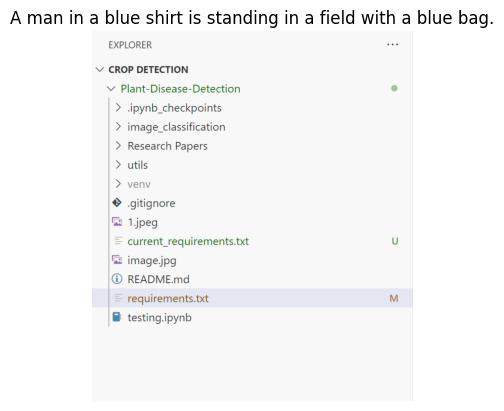 A man in a blue shirt is standing in a field with a blue bag.
EXPLORER ...
CROP DETECTION
Plant-Disease-Detection
.ipynb_checkpoints
image_classification
Research Papers
utils
venv
.gitignore
1.jpeg
current_requirements.txt U
image.jpg
README.md
requirements.txt M
testing.ipynb